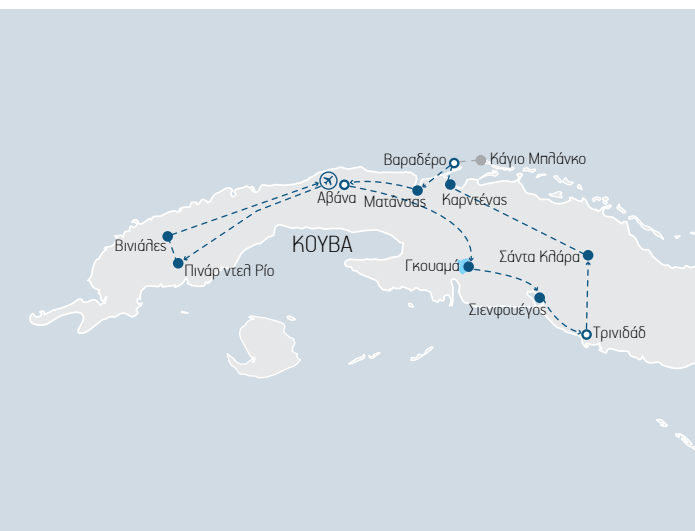 Βαραδέρο
Κάγιο Μπλάνκο
Αβάνα
Ματάνσας
Καρντένας
Βινιάλες
ΚΟΥΒΑ
Σάντα Κλάρα
Γκουαμά
Πινάρ ντελ Ρίο
Σιενφουέγος
Τρινιδάδ